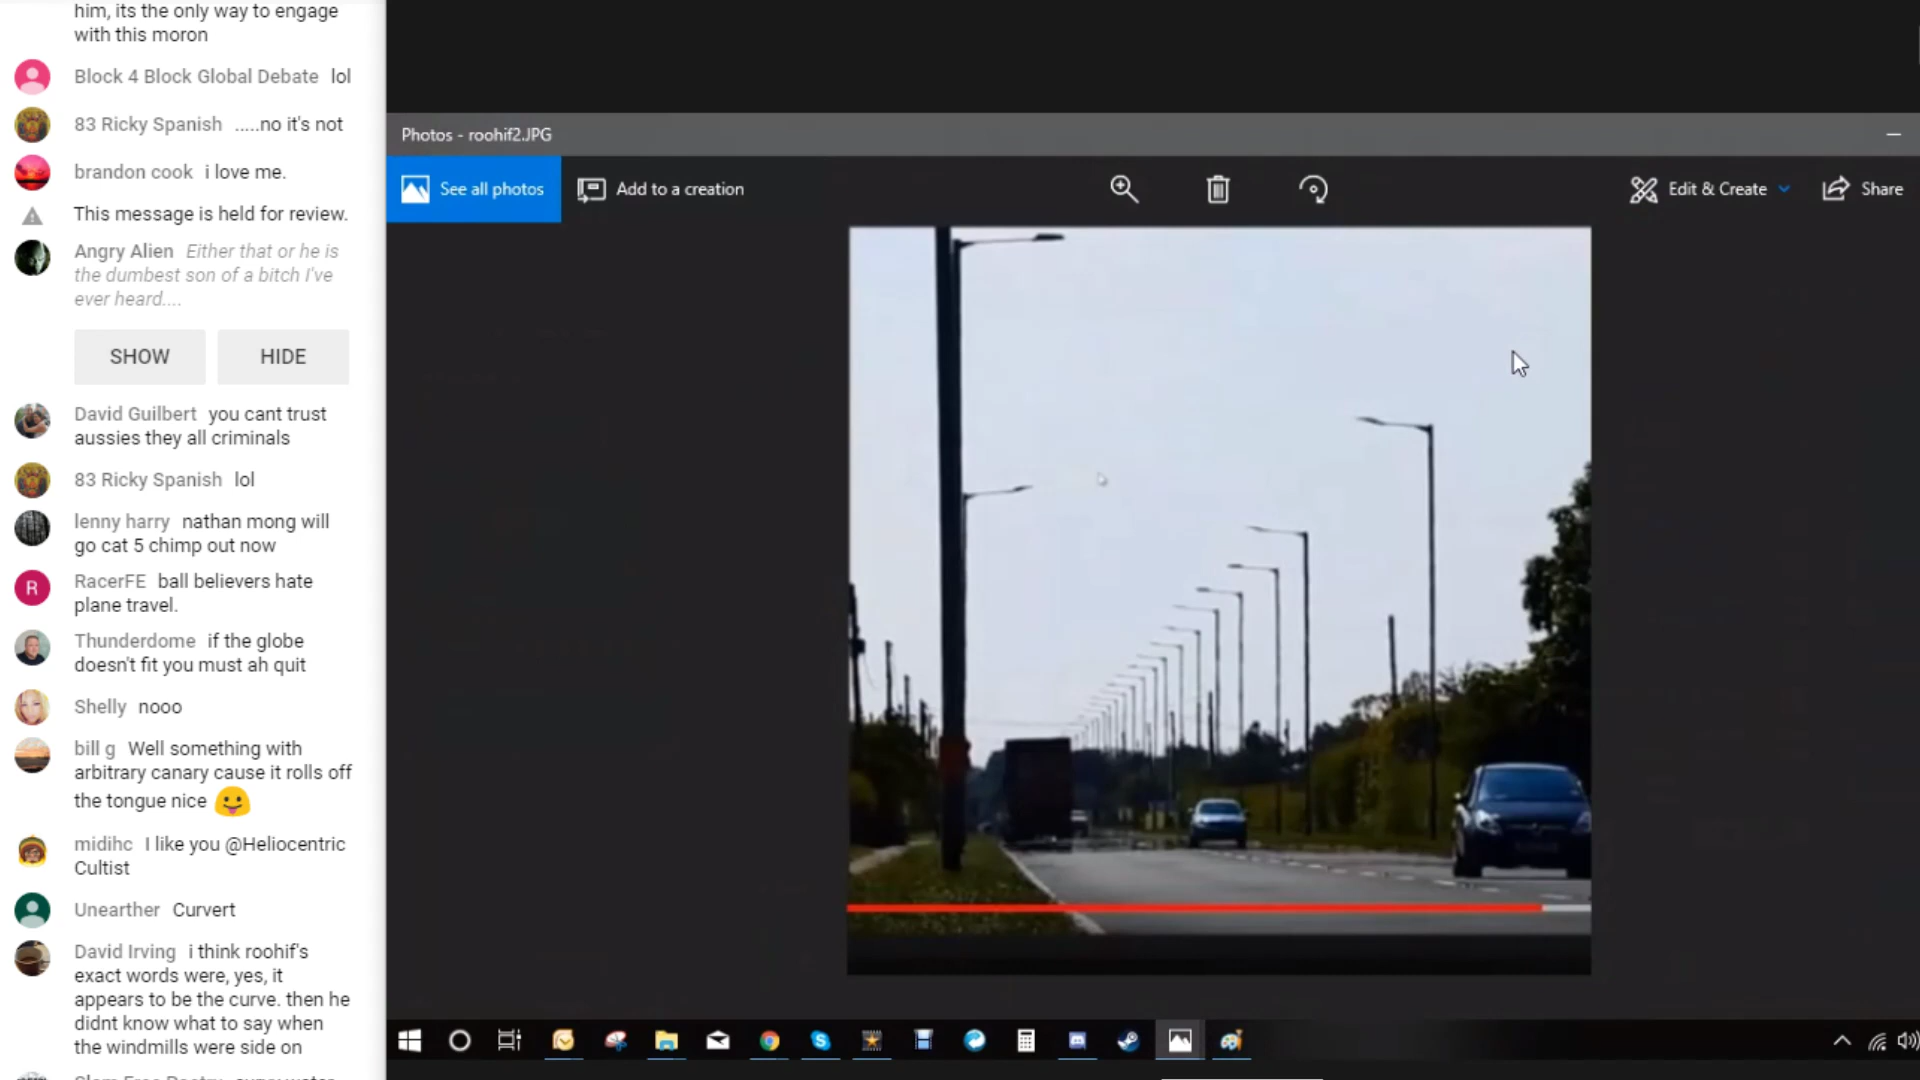 him, its the only way to engage
with this moron
Block 4 Block Global Debate lol
83 Ricky Spanish .....no it's not
brandon cook i love me.
This message is held for review.
Angry Alien Either that or he is
the dumbest son of a bitch I've
ever heard....
SHOW HIDE
David Guilbert you cant trust
aussies they all criminals
83 Ricky Spanish lol
lenny harry nathan mong will
go cat 5 chimp out now
R
RacerFE ball believers hate
plane travel.
Thunderdome if the globe
doesn't fit you must ah quit
Shelly nooo
bill g Well something with
arbitrary canary cause it rolls off
the tongue nice 😛
midihc I like you @Heliocentric
Cultist
Unearther Curvert
David Irving i think roohif's
exact words were, yes, it
appears to be the curve. then he
didnt know what to say when
the windmills were side on
Photos - roohif2.JPG
See all photos Add to a creation Edit & Create Share